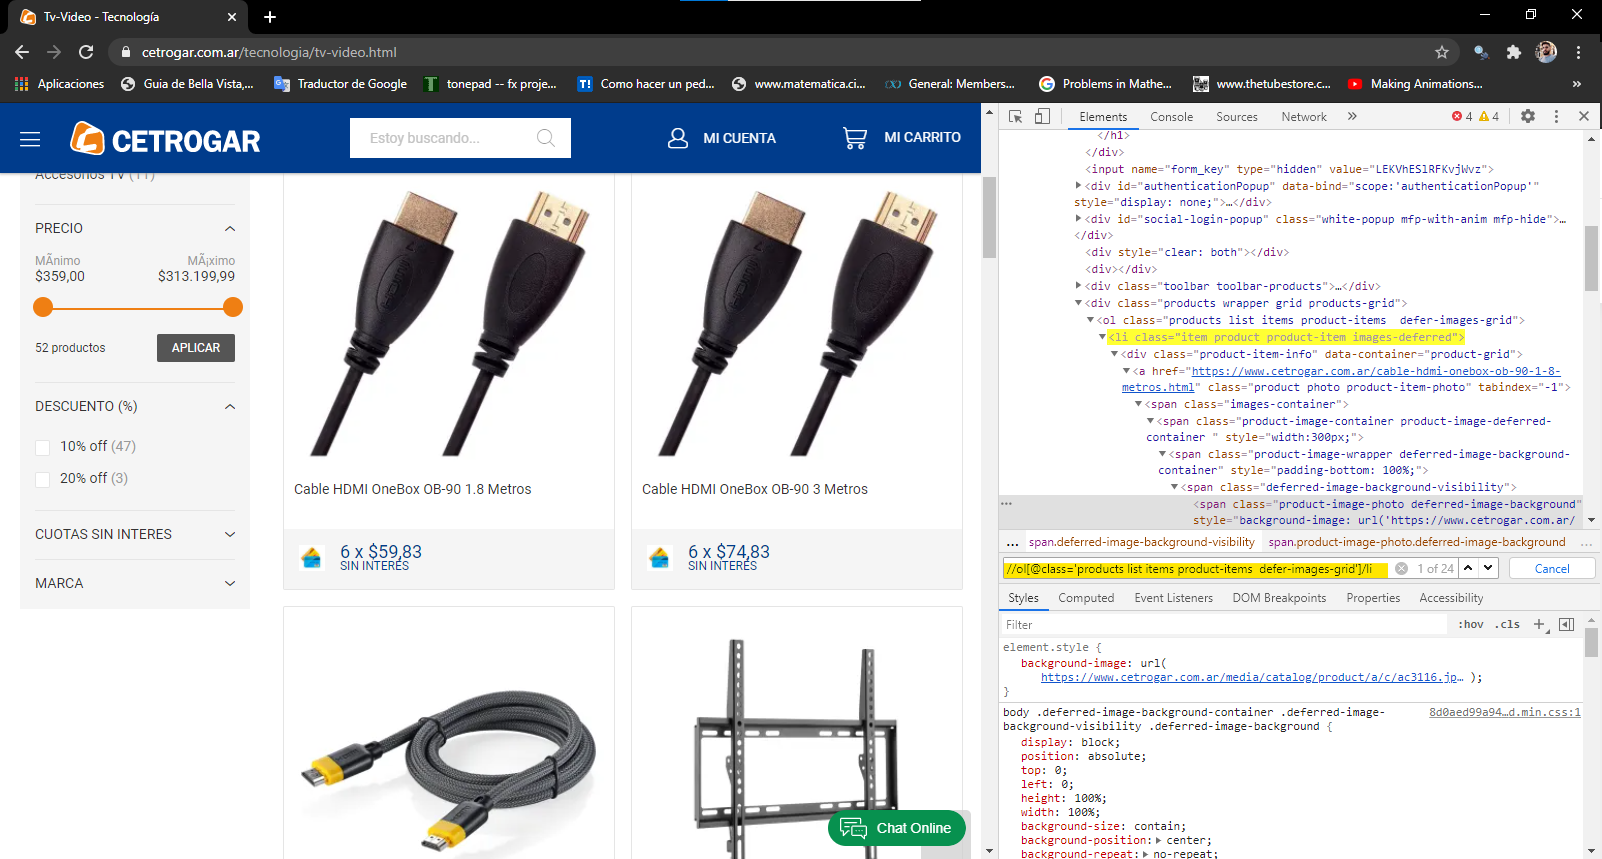 Tv-Video - Tecnología
cetrogar.com.ar/tecnologia/tv-video.html
Aplicaciones
Guia de Bella Vista,...
Traductor de Google
tonepad -- fx proje...
Como hacer un ped...
www.matematica.ci...
General: Members...
Problems in Mathe...
www.thetubestore.c...
Making Animations...
»
CETROGAR
Estoy buscando...
MI CUENTA
MI CARRITO
Accesorios TV (11)
PRECIO
MÃnimo
MÃ¡ximo
$359,00
$313.199,99
52 productos
APLICAR
DESCUENTO (%)
10% off (47)
20% off (3)
CUOTAS SIN INTERES
MARCA
Cable HDMI OneBox OB-90 1.8 Metros
6 x $59,83
SIN INTERES
Cable HDMI OneBox OB-90 3 Metros
6 x $74,83
SIN INTERES
Chat Online
Elements
Console
Sources
Network
»
4
4
</h1>
</div>
<input name="form_key" type="hidden" value="LEKVhESlRFKvjWvz">
<div id="authenticationPopup" data-bind="scope:'authenticationPopup'"
style="display: none;">…</div>
<div id="social-login-popup" class="white-popup mfp-with-anim mfp-hide">…
</div>
<div style="clear: both"></div>
<div></div>
<div class="toolbar toolbar-products">…</div>
<div class="products wrapper grid products-grid">
<ol class="products list items product-items  defer-images-grid">
<li class="item product product-item images-deferred">
<div class="product-item-info" data-container="product-grid">
<a href="https://www.cetrogar.com.ar/cable-hdmi-onebox-ob-90-1-8-
metros.html" class="product photo product-item-photo" tabindex="-1">
<span class="images-container">
<span class="product-image-container product-image-deferred-
container " style="width:300px;">
<span class="product-image-wrapper deferred-image-background-
container" style="padding-bottom: 100%;">
<span class="deferred-image-background-visibility">
<span class="product-image-photo deferred-image-background"
style="background-image: url('https://www.cetrogar.com.ar/
... span.deferred-image-background-visibility span.product-image-photo.deferred-image-background ...
//ol[@class='products list items product-items  defer-images-grid']/li
1 of 24
Cancel
Styles
Computed
Event Listeners
DOM Breakpoints
Properties
Accessibility
Filter
:hov .cls +
element.style {
background-image: url(
https://www.cetrogar.com.ar/media/catalog/product/a/c/ac3116.jp… );
}
body .deferred-image-background-container .deferred-image-
background-visibility .deferred-image-background {
8d0aed99a94…d.min.css:1
display: block;
position: absolute;
top: 0;
left: 0;
height: 100%;
width: 100%;
background-size: contain;
background-position: center;
background-repeat: no-repeat;